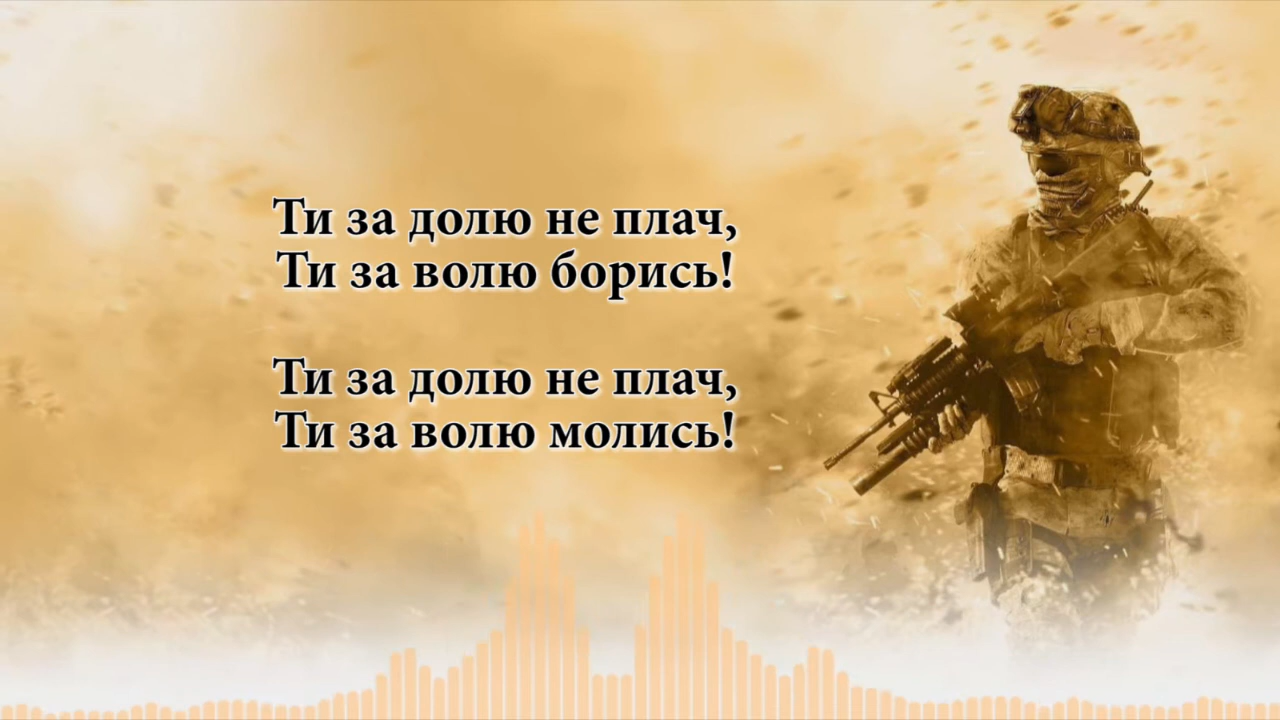 Ти за долю не плач,
Ти за волю борись!
Ти за долю не плач,
Ти за волю молись!